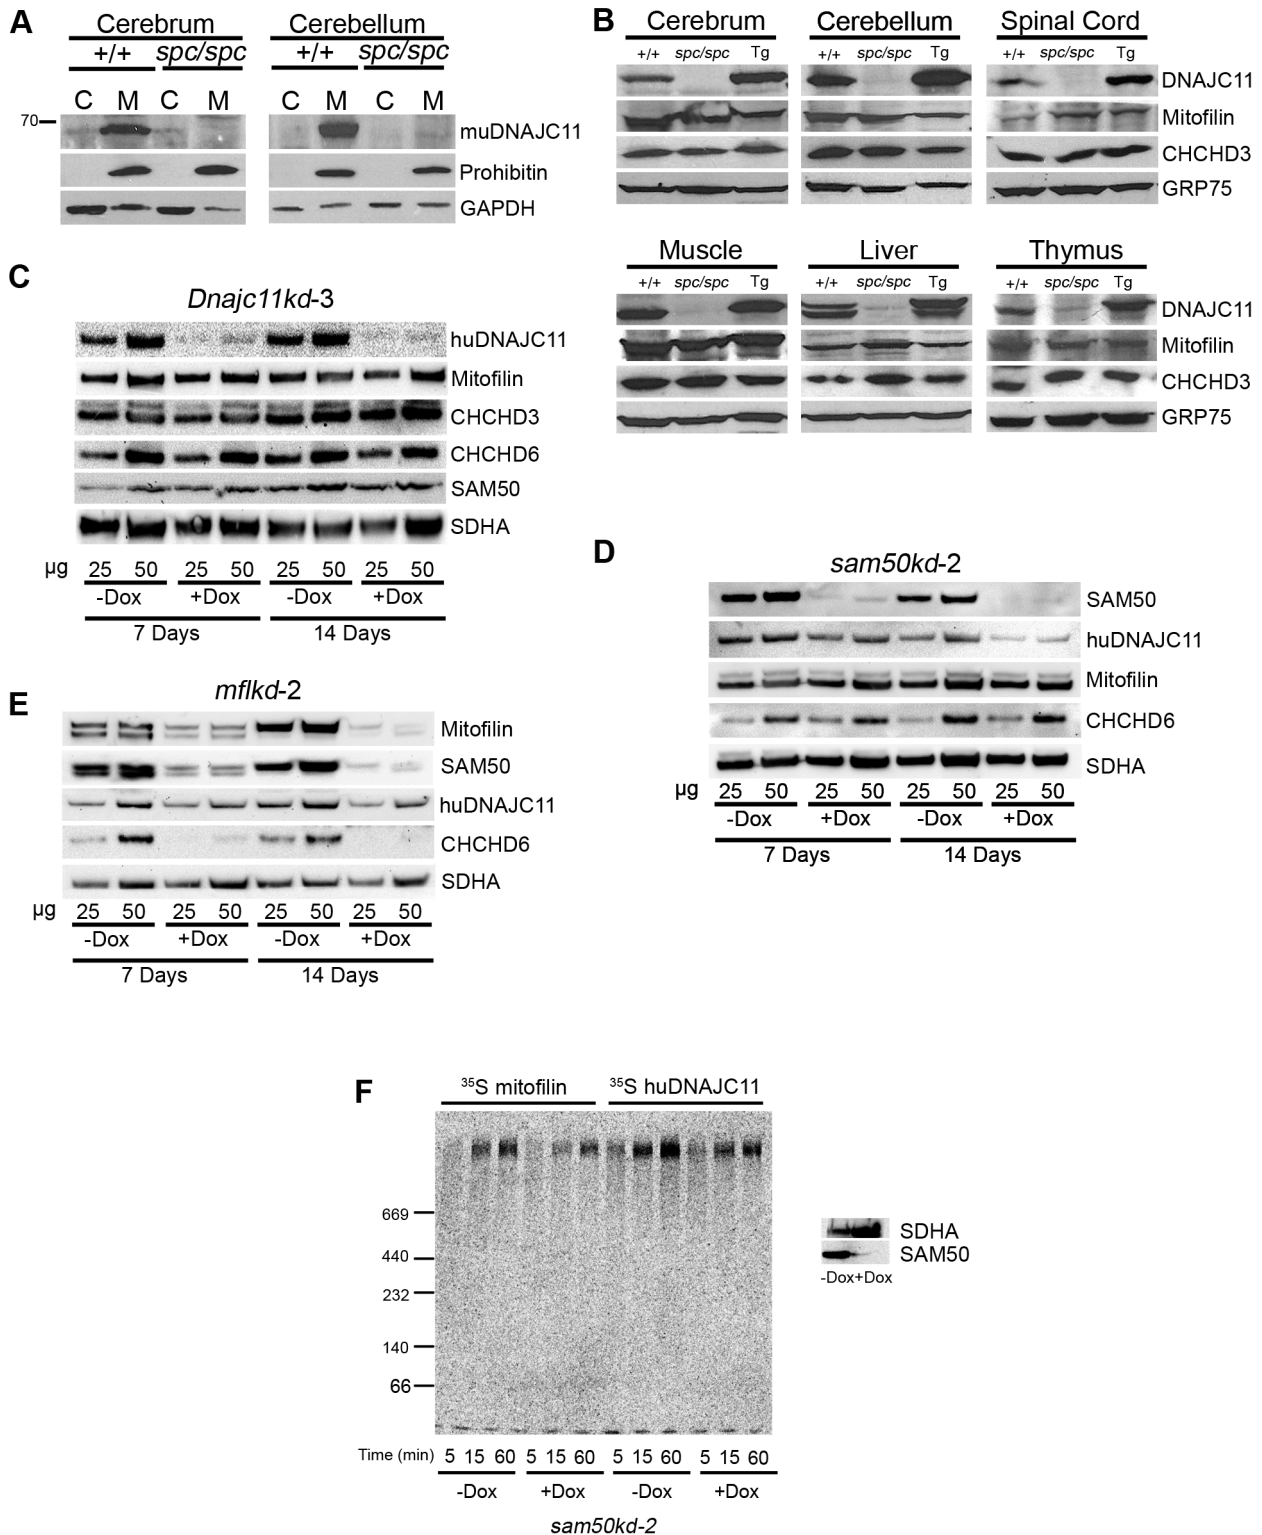 A
Cerebrum Cerebellum
+/+ spc/spc +/+ spc/spc
C M C M C M C M
70
muDNAJC11
Prohibitin
GAPDH
B
Cerebrum Cerebellum Spinal Cord
+/+ spc/spc Tg +/+ spc/spc Tg +/+ spc/spc Tg
DNAJC11
Mitofilin
CHCHD3
GRP75
Muscle Liver Thymus
+/+ spc/spc Tg +/+ spc/spc Tg +/+ spc/spc Tg
DNAJC11
Mitofilin
CHCHD3
GRP75
C
Dnajc11kd-3
huDNAJC11
Mitofilin
CHCHD3
CHCHD6
SAM50
SDHA
µg 25 50 25 50 25 50 25 50
-Dox +Dox -Dox +Dox
7 Days 14 Days
D
sam50kd-2
SAM50
huDNAJC11
Mitofilin
CHCHD6
SDHA
µg 25 50 25 50 25 50 25 50
-Dox +Dox -Dox +Dox
7 Days 14 Days
E
mflkd-2
Mitofilin
SAM50
huDNAJC11
CHCHD6
SDHA
µg 25 50 25 50 25 50 25 50
-Dox +Dox -Dox +Dox
7 Days 14 Days
F
35S mitofilin 35S huDNAJC11
669
440
232
140
66
Time (min) 5 15 60 5 15 60 5 15 60 5 15 60
-Dox +Dox -Dox +Dox
sam50kd-2
SDHA
SAM50
-Dox+Dox